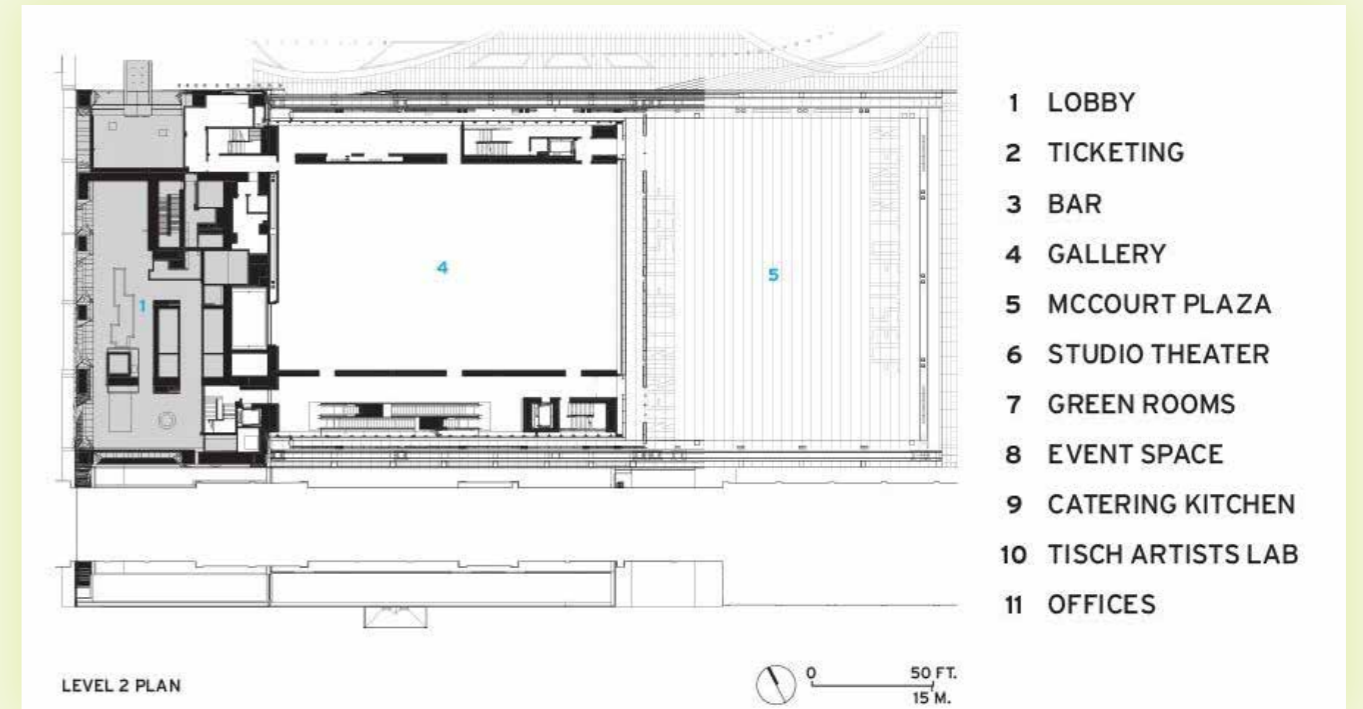 1 LOBBY
2 TICKETING
3 BAR
4 GALLERY
5 MCCOURT PLAZA
6 STUDIO THEATER
7 GREEN ROOMS
8 EVENT SPACE
9 CATERING KITCHEN
10 TISCH ARTISTS LAB
11 OFFICES
1
4
5
LEVEL 2 PLAN
0 50 FT.
15 M.